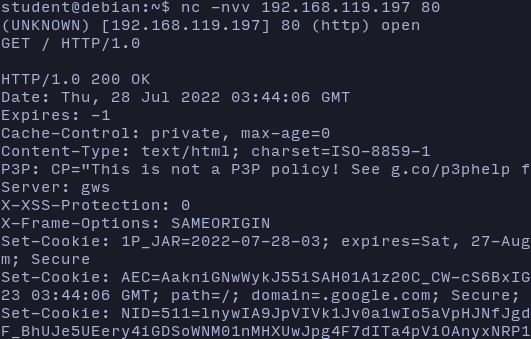 student@debian:~$ nc -nvv 192.168.119.197 80
(UNKNOWN) [192.168.119.197] 80 (http) open
GET / HTTP/1.0

HTTP/1.0 200 OK
Date: Thu, 28 Jul 2022 03:44:06 GMT
Expires: -1
Cache-Control: private, max-age=0
Content-Type: text/html; charset=ISO-8859-1
P3P: CP="This is not a P3P policy! See g.co/p3phelp f
Server: gws
X-XSS-Protection: 0
X-Frame-Options: SAMEORIGIN
Set-Cookie: 1P_JAR=2022-07-28-03; expires=Sat, 27-Aug
m; Secure
Set-Cookie: AEC=AakniGNwWykJ55iSAH01A1z20C_CW-cS6BxIG
23 03:44:06 GMT; path=/; domain=.google.com; Secure;
Set-Cookie: NID=511=lnywIA9JpVIVk1Jv0a1wIo5aVpHJNfJgd
F_BhUJe5UEery4iGDSoWNM01nMHXUwJpg4F7dITa4pViOAnyxNRP1